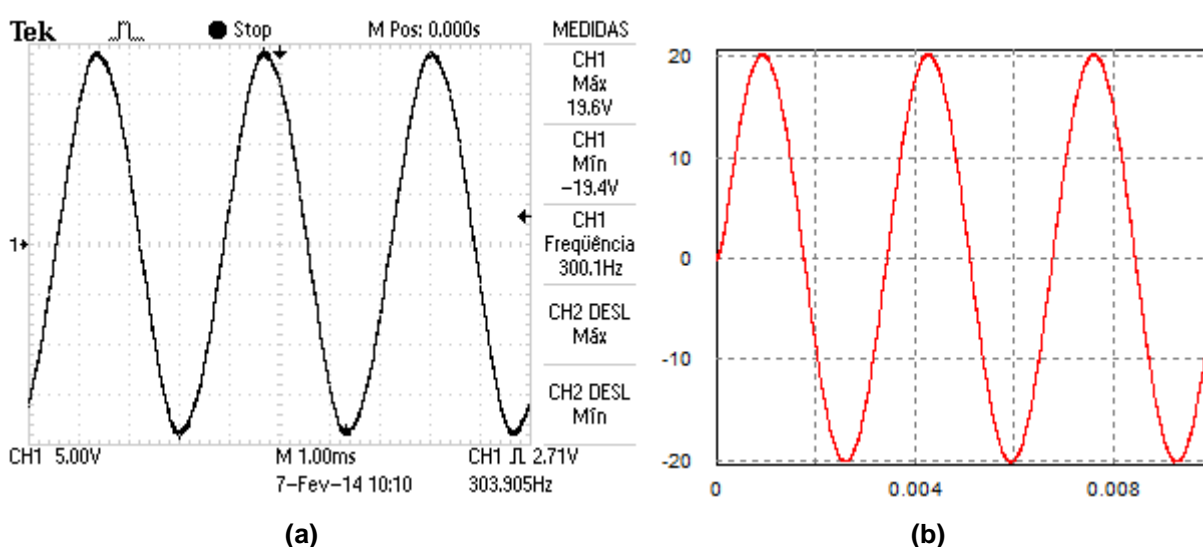 Tek Stop M Pos: 0.000s MEDIDAS
CH1
Máx
19.6V
CH1
Mín
-19.4V
CH1
Freqüência
300.1Hz
CH2 DESL
Máx
CH2 DESL
Mín
1
CH1 5.00V M 1.00ms CH1 2.71V
7-Fev-14 10:10 303.905Hz
(a)
20
10
0
-10
-20
0 0.004 0.008
(b)